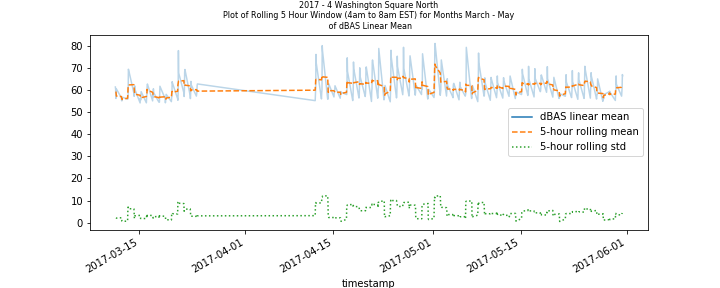 2017 - 4 Washington Square North
Plot of Rolling 5 Hour Window (4am to 8am EST) for Months March - May
of dBAS Linear Mean
80
70
60
50
40
30
20
10
0
dBAS linear mean
5-hour rolling mean
5-hour rolling std
2017-03-15
2017-04-01
2017-04-15
2017-05-01
2017-05-15
2017-06-01
timestamp